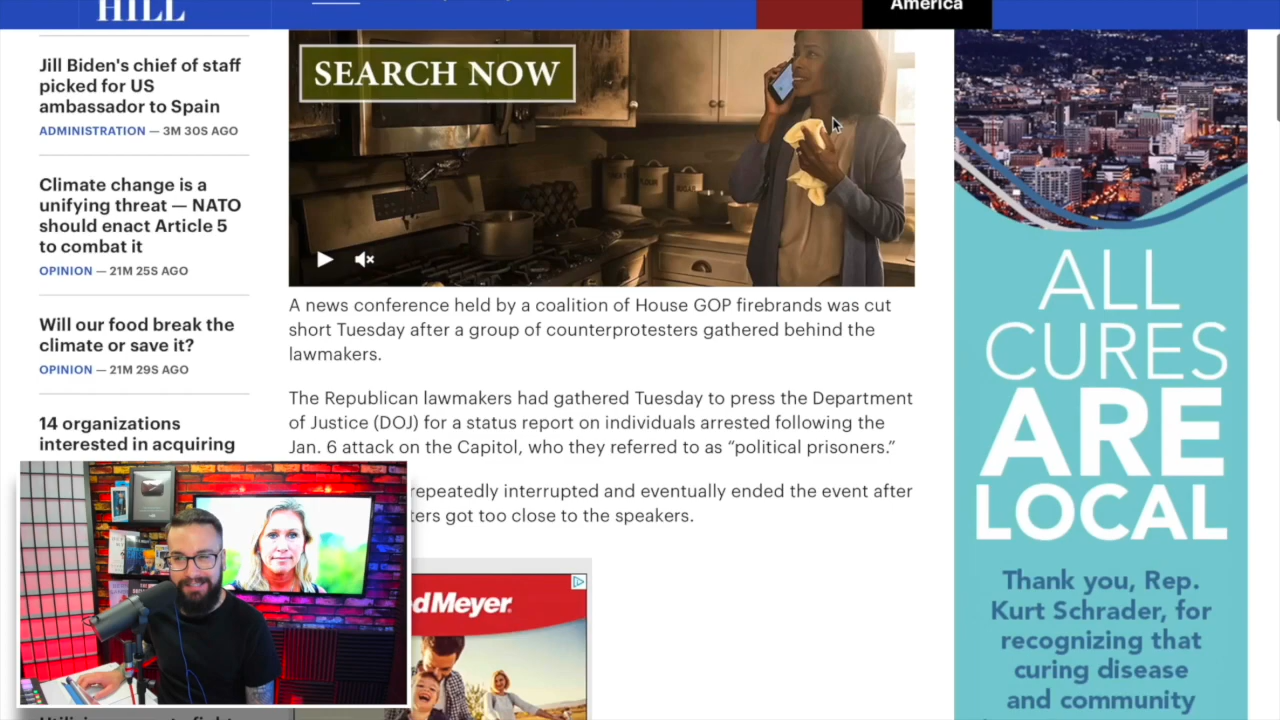 HILL
America
Jill Biden's chief of staff
picked for US
ambassador to Spain
ADMINISTRATION — 3M 30S AGO
Climate change is a
unifying threat — NATO
should enact Article 5
to combat it
OPINION — 21M 25S AGO
Will our food break the
climate or save it?
OPINION — 21M 29S AGO
14 organizations
interested in acquiring
SEARCH NOW
FLOUR
SUGAR
A news conference held by a coalition of House GOP firebrands was cut
short Tuesday after a group of counterprotesters gathered behind the
lawmakers.
The Republican lawmakers had gathered Tuesday to press the Department
of Justice (DOJ) for a status report on individuals arrested following the
Jan. 6 attack on the Capitol, who they referred to as “political prisoners.”
repeatedly interrupted and eventually ended the event after
ters got too close to the speakers.
dMeyer
ALL
CURES
ARE
LOCAL
Thank you, Rep.
Kurt Schrader, for
recognizing that
curing disease
and community